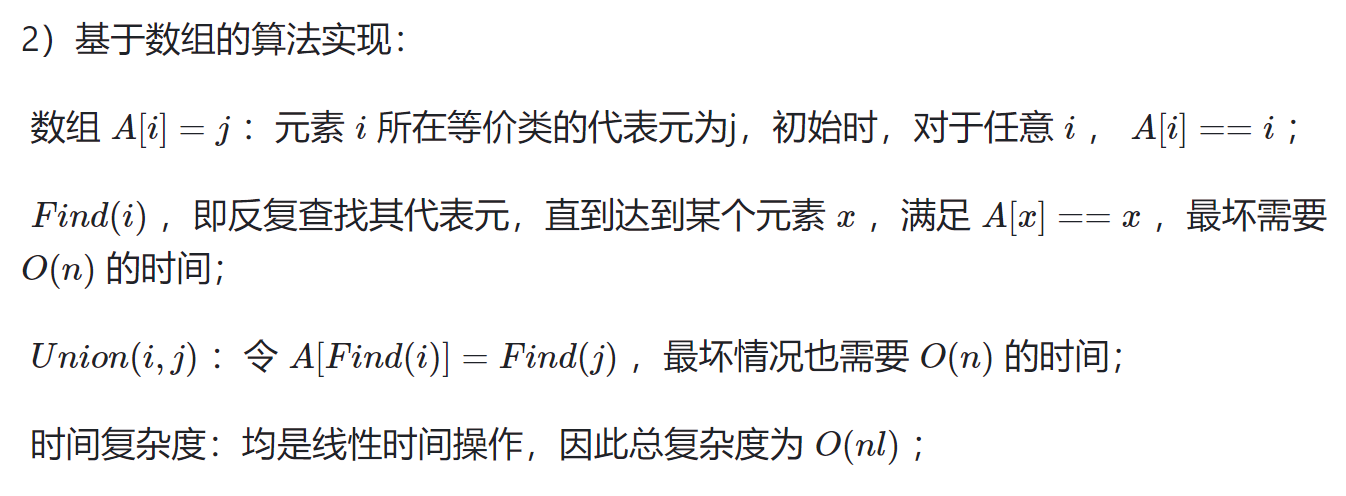 2）基于数组的算法实现：
数组 A[i] = j ：元素 i 所在等价类的代表元为j，初始时，对于任意 i ， A[i] == i ；
Find(i) ，即反复查找其代表元，直到达到某个元素 x ，满足 A[x] == x ，最坏需要
O(n) 的时间；
Union(i, j) ：令 A[Find(i)] = Find(j) ，最坏情况也需要 O(n) 的时间；
时间复杂度：均是线性时间操作，因此总复杂度为 O(nl) ；